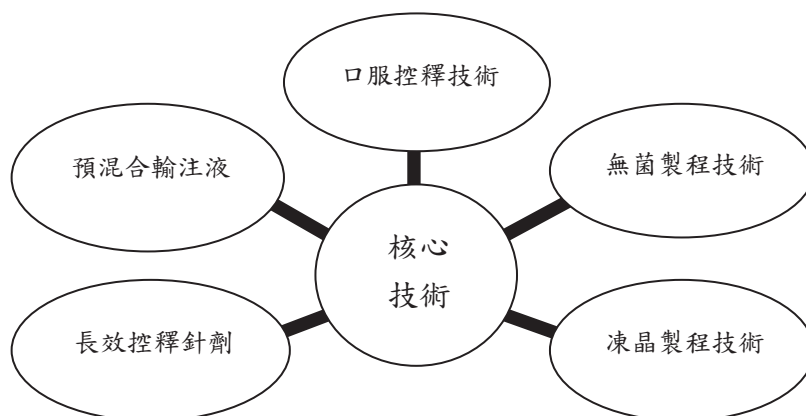 口服控釋技術
預混合輸注液
無菌製程技術
核心
技術
長效控釋針劑
凍晶製程技術